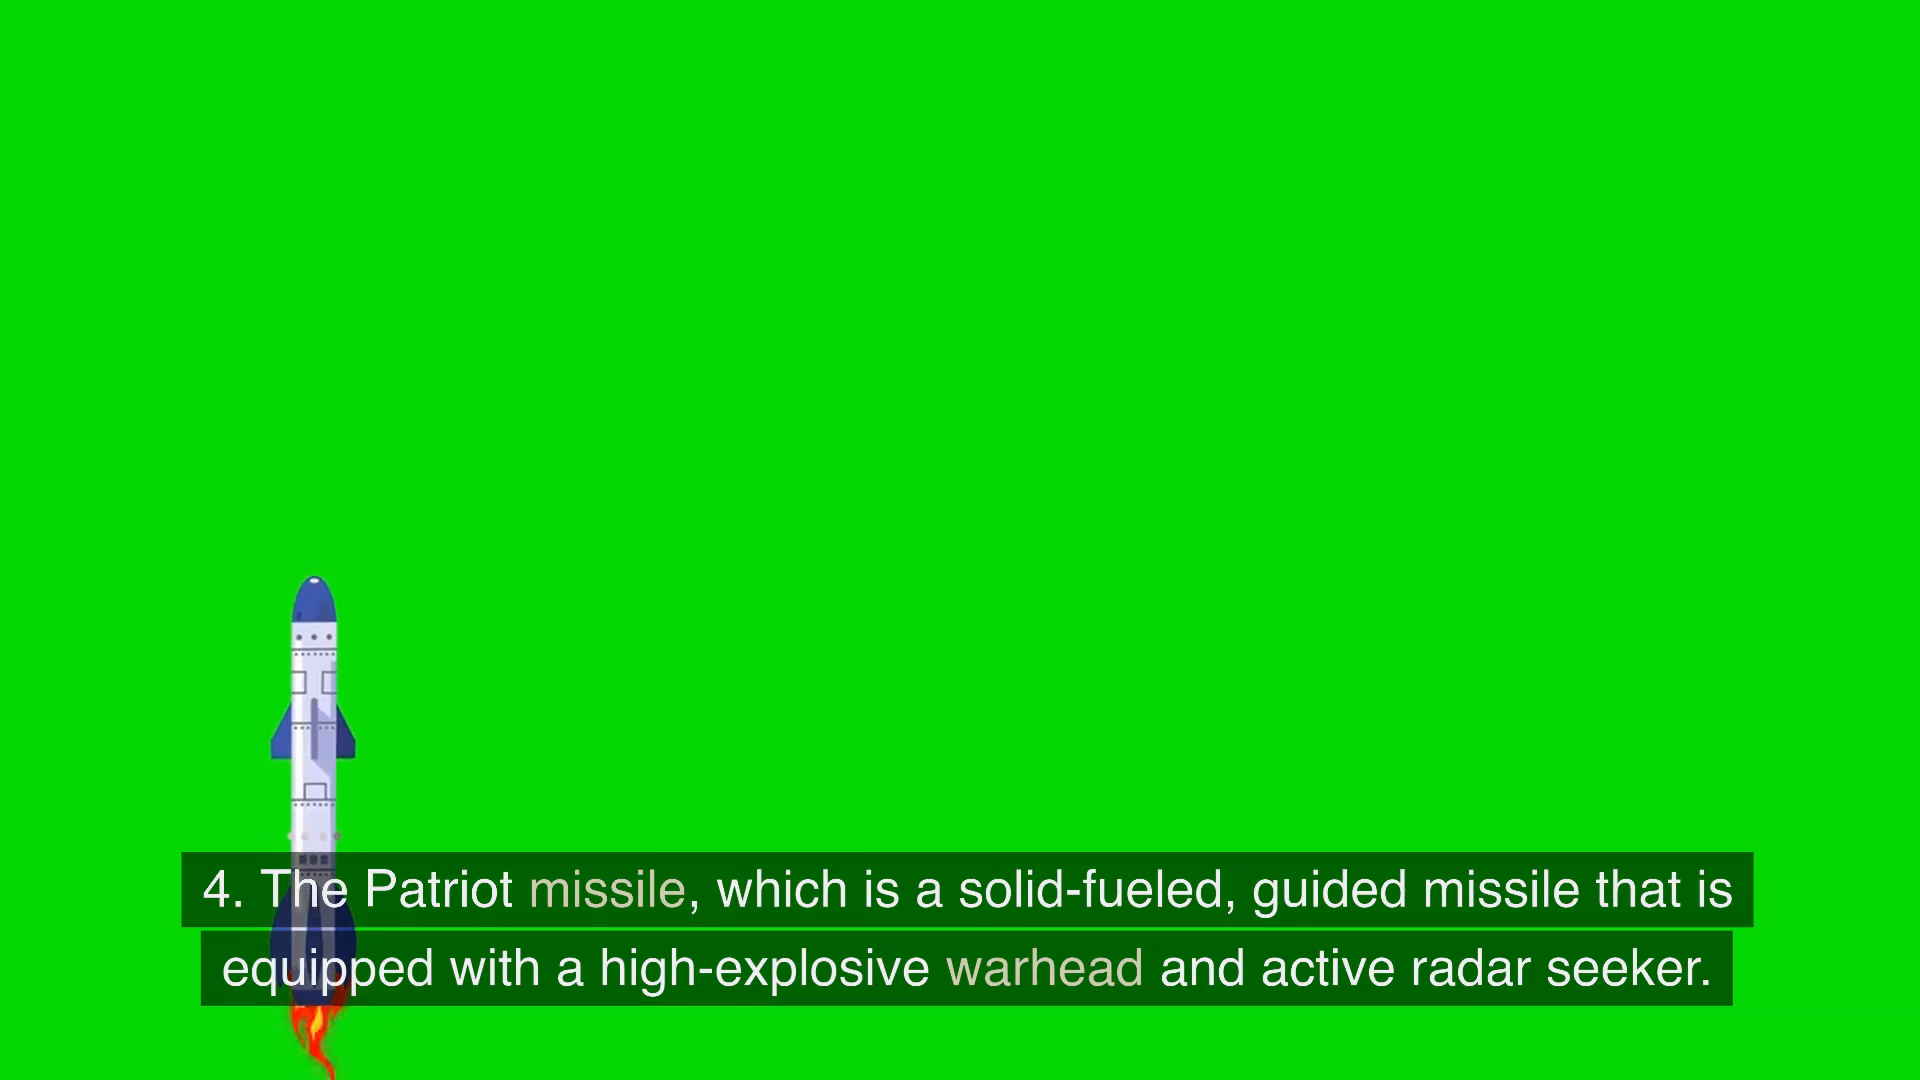 4. The Patriot missile, which is a solid-fueled, guided missile that is
equipped with a high-explosive warhead and active radar seeker.